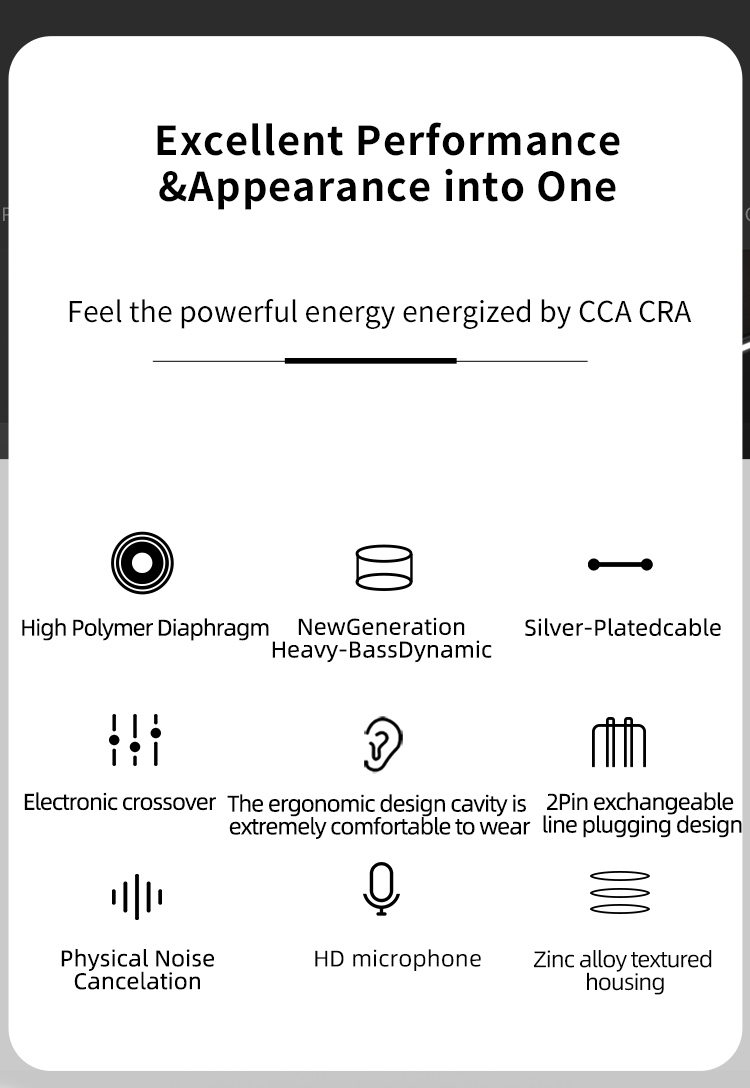 Excellent Performance
&Appearance into One
Feel the powerful energy energized by CCA CRA
High Polymer Diaphragm
NewGeneration
Heavy-BassDynamic
Silver-Platedcable
Electronic crossover
The ergonomic design cavity is
extremely comfortable to wear
2Pin exchangeable
line plugging design
Physical Noise
Cancelation
HD microphone
Zinc alloy textured
housing